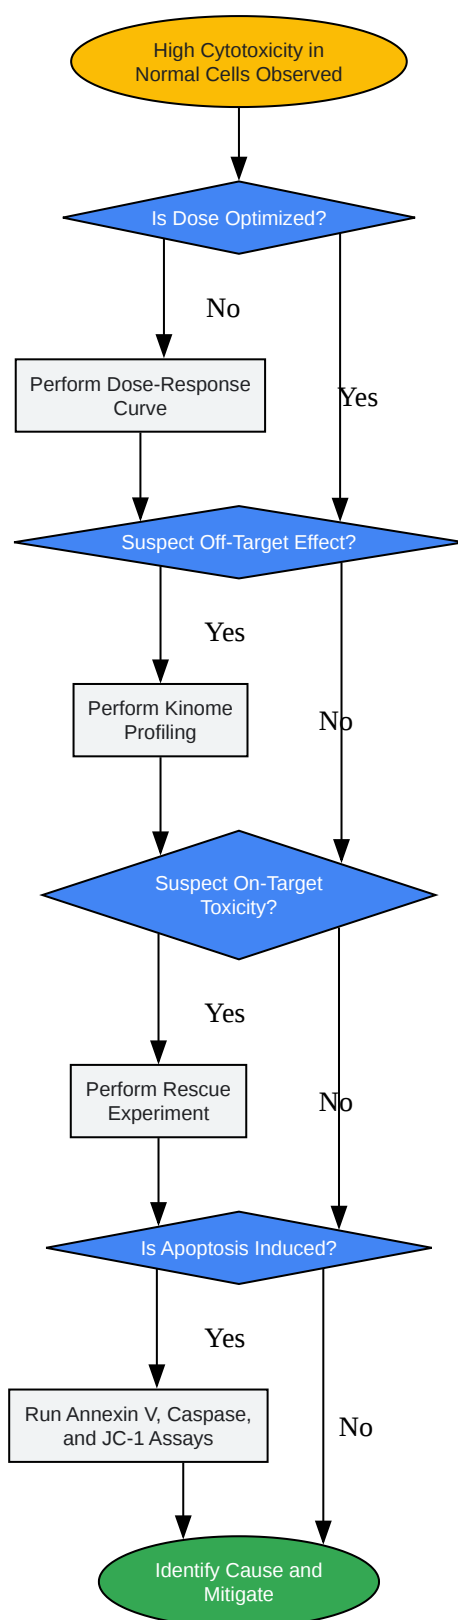 High Cytotoxicity in
Normal Cells Observed
Is Dose Optimized?
No
Perform Dose-Response
Curve
Yes
Suspect Off-Target Effect?
Yes
Perform Kinome
Profiling
No
Suspect On-Target
Toxicity?
Yes
Perform Rescue
Experiment
No
Is Apoptosis Induced?
Yes
Run Annexin V, Caspase,
and JC-1 Assays
No
Identify Cause and
Mitigate